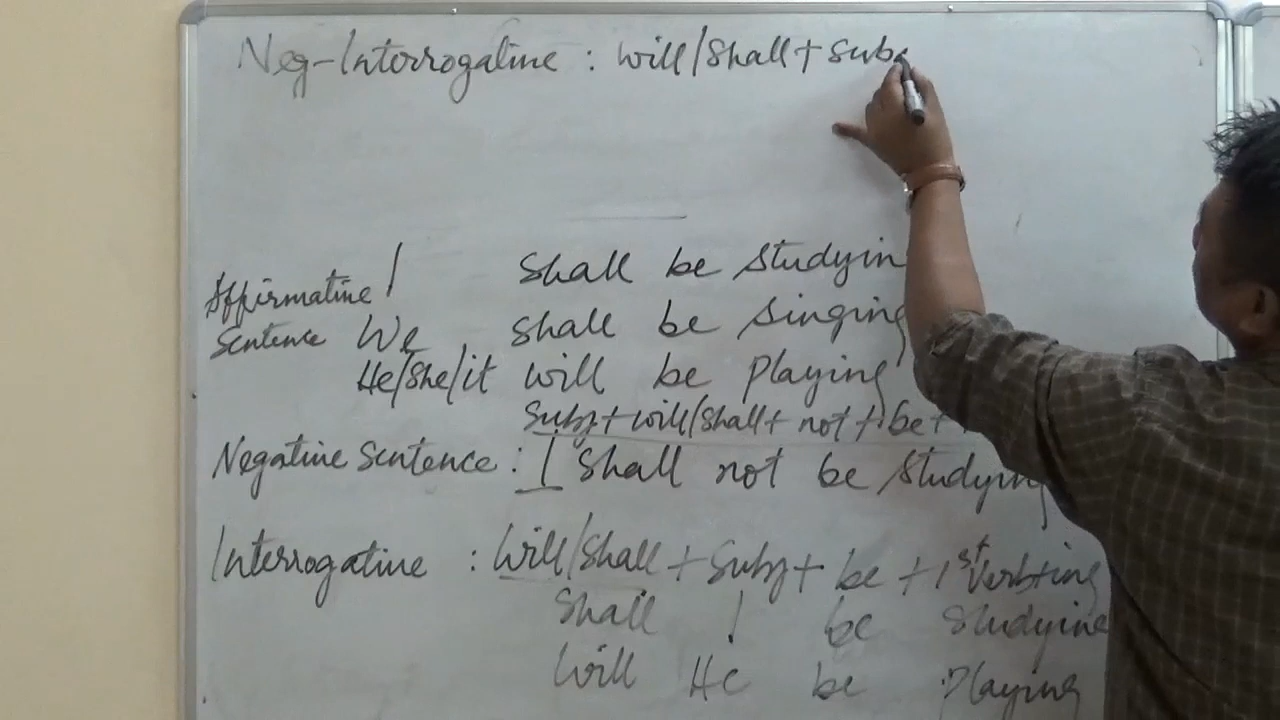 Neg-Interrogative : Will/Shall + Sub
Affirmative I Shall be Studyin
Sentence We Shall be Singing
He/She/it will be Playing
Subj + will/shall + not + be +
Negative Sentence : I Shall not be Studying
Interrogative : Will/Shall + Subj + be + 1st Verb+ing
Shall I be Studying
Will He be Playing